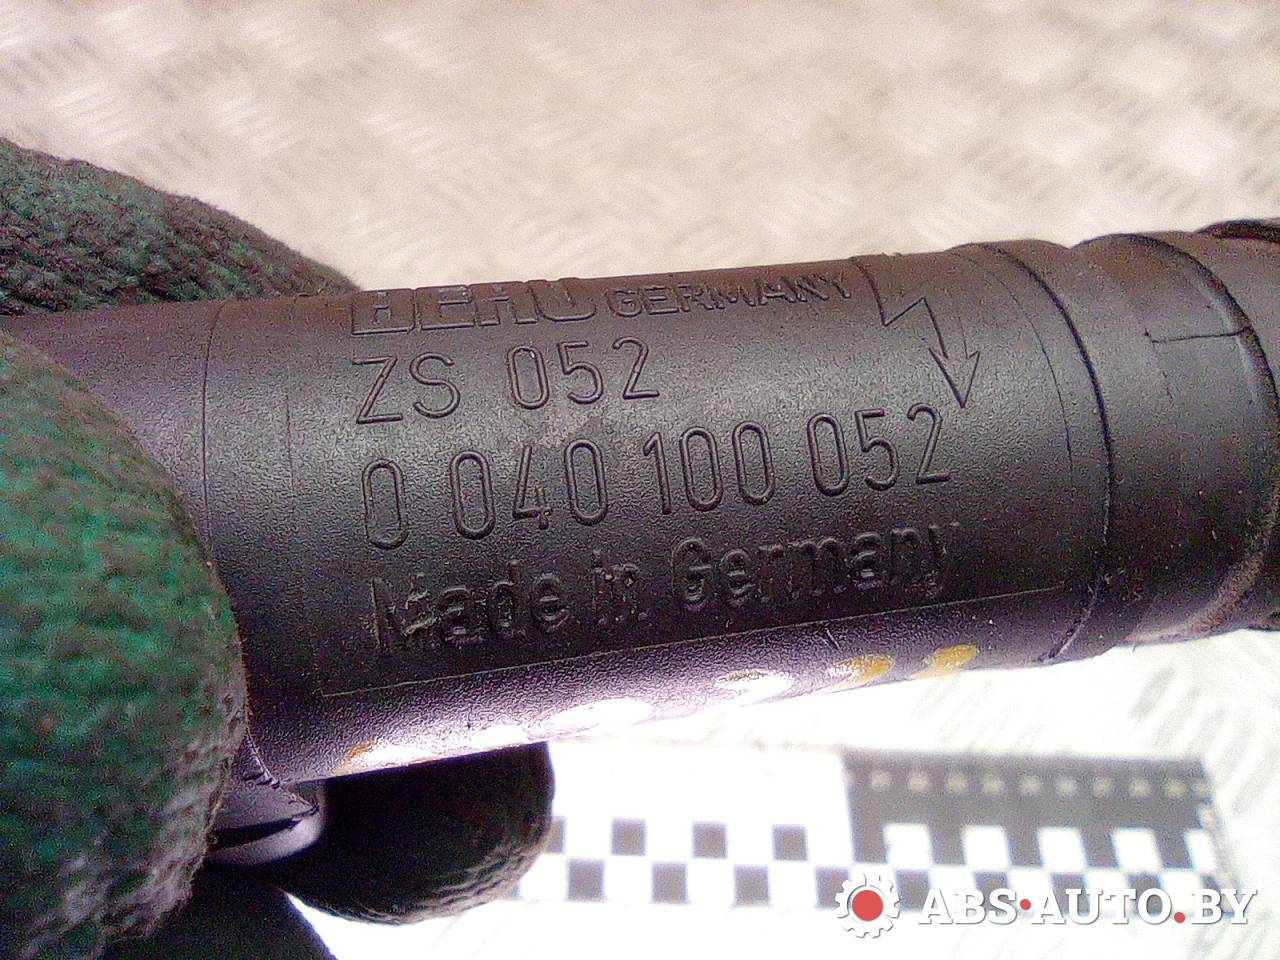 BERU GERMANY
ZS 052
0 040 100 052
Made in Germany
ABS·AUTO.BY